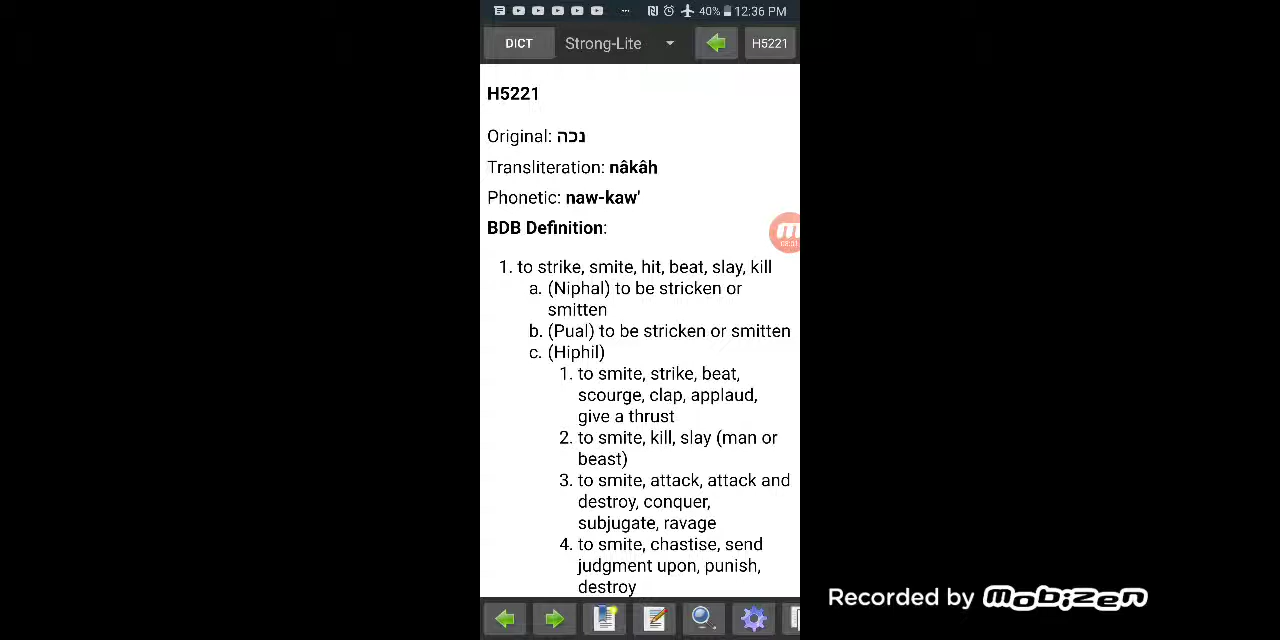 40% 12:36 PM
DICT Strong-Lite H5221
H5221
Original: נכה
Transliteration: nâkâh
Phonetic: naw-kaw'
BDB Definition:
1. to strike, smite, hit, beat, slay, kill
a. (Niphal) to be stricken or
smitten
b. (Pual) to be stricken or smitten
c. (Hiphil)
1. to smite, strike, beat,
scourge, clap, applaud,
give a thrust
2. to smite, kill, slay (man or
beast)
3. to smite, attack, attack and
destroy, conquer,
subjugate, ravage
4. to smite, chastise, send
judgment upon, punish,
destroy
Recorded by mobizen